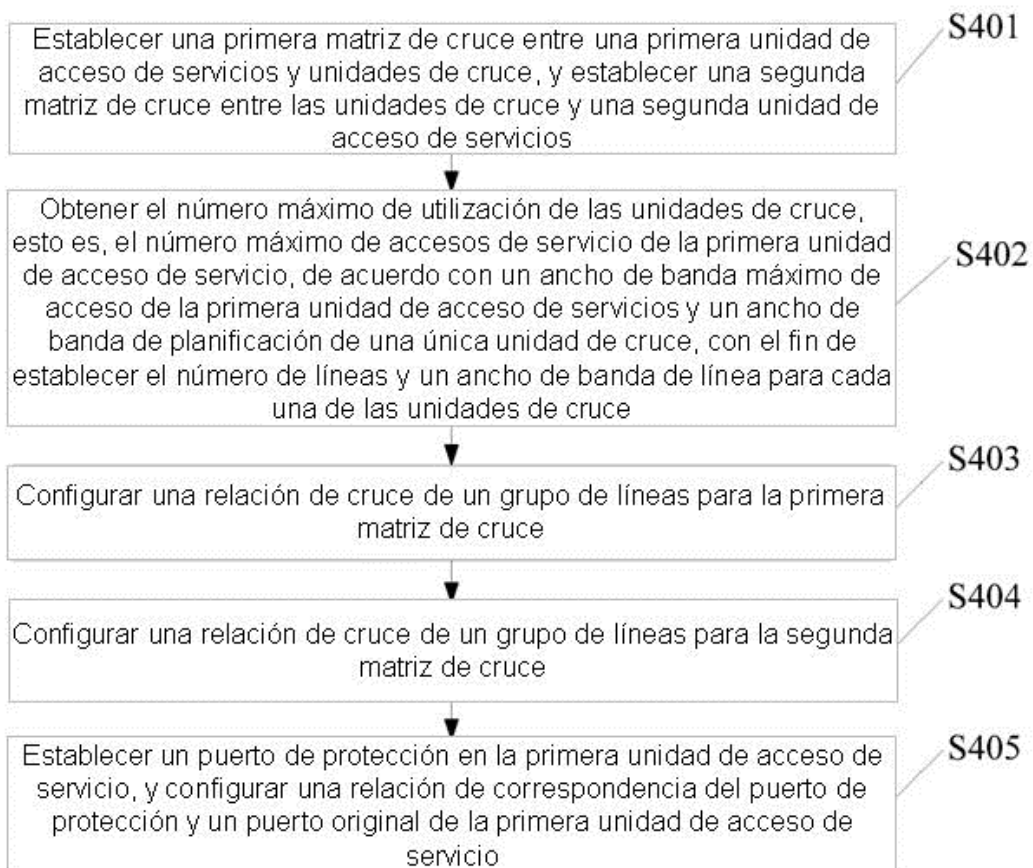 S401
Establecer una primera matriz de cruce entre una primera unidad de
acceso de servicios y unidades de cruce, y establecer una segunda
matriz de cruce entre las unidades de cruce y una segunda unidad de
acceso de servicios
S402
Obtener el número máximo de utilización de las unidades de cruce,
esto es, el número máximo de accesos de servicio de la primera unidad
de acceso de servicio, de acuerdo con un ancho de banda máximo de
acceso de la primera unidad de acceso de servicios y un ancho de
banda de planificación de una única unidad de cruce, con el fin de
establecer el número de líneas y un ancho de banda de línea para cada
una de las unidades de cruce
S403
Configurar una relación de cruce de un grupo de líneas para la primera
matriz de cruce
S404
Configurar una relación de cruce de un grupo de líneas para la segunda
matriz de cruce
S405
Establecer un puerto de protección en la primera unidad de acceso de
servicio, y configurar una relación de correspondencia del puerto de
protección y un puerto original de la primera unidad de acceso de
servicio